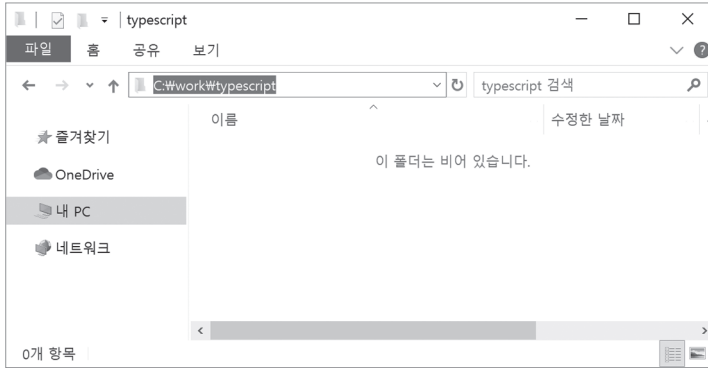 typescript
파일 홈 공유 보기
C:₩work₩typescript
typescript 검색
이름 수정한 날짜
즐겨찾기
이 폴더는 비어 있습니다.
OneDrive
내 PC
네트워크
0개 항목